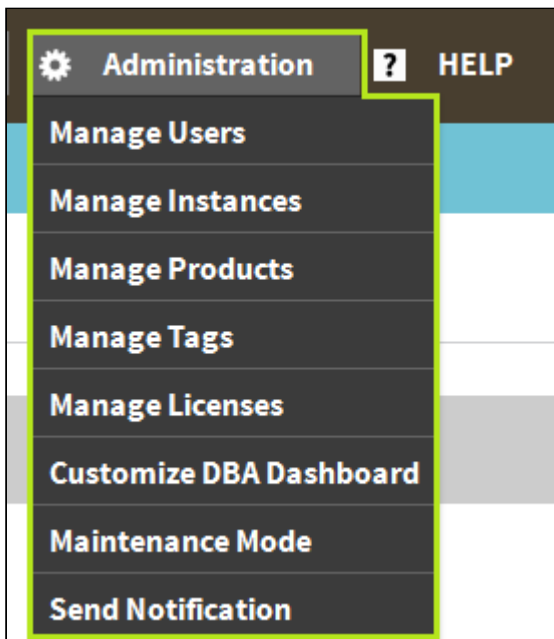 Administration ? HELP
Manage Users
Manage Instances
Manage Products
Manage Tags
Manage Licenses
Customize DBA Dashboard
Maintenance Mode
Send Notification